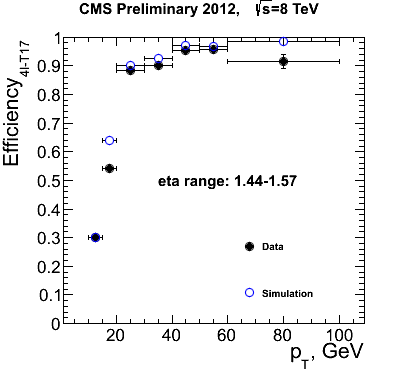 CMS Preliminary 2012, √s=8 TeV
Efficiency4l-T17
1
0.9
0.8
0.7
0.6
0.5
0.4
0.3
0.2
0.1
0
eta range: 1.44-1.57
Data
Simulation
20 40 60 80 100
pT, GeV